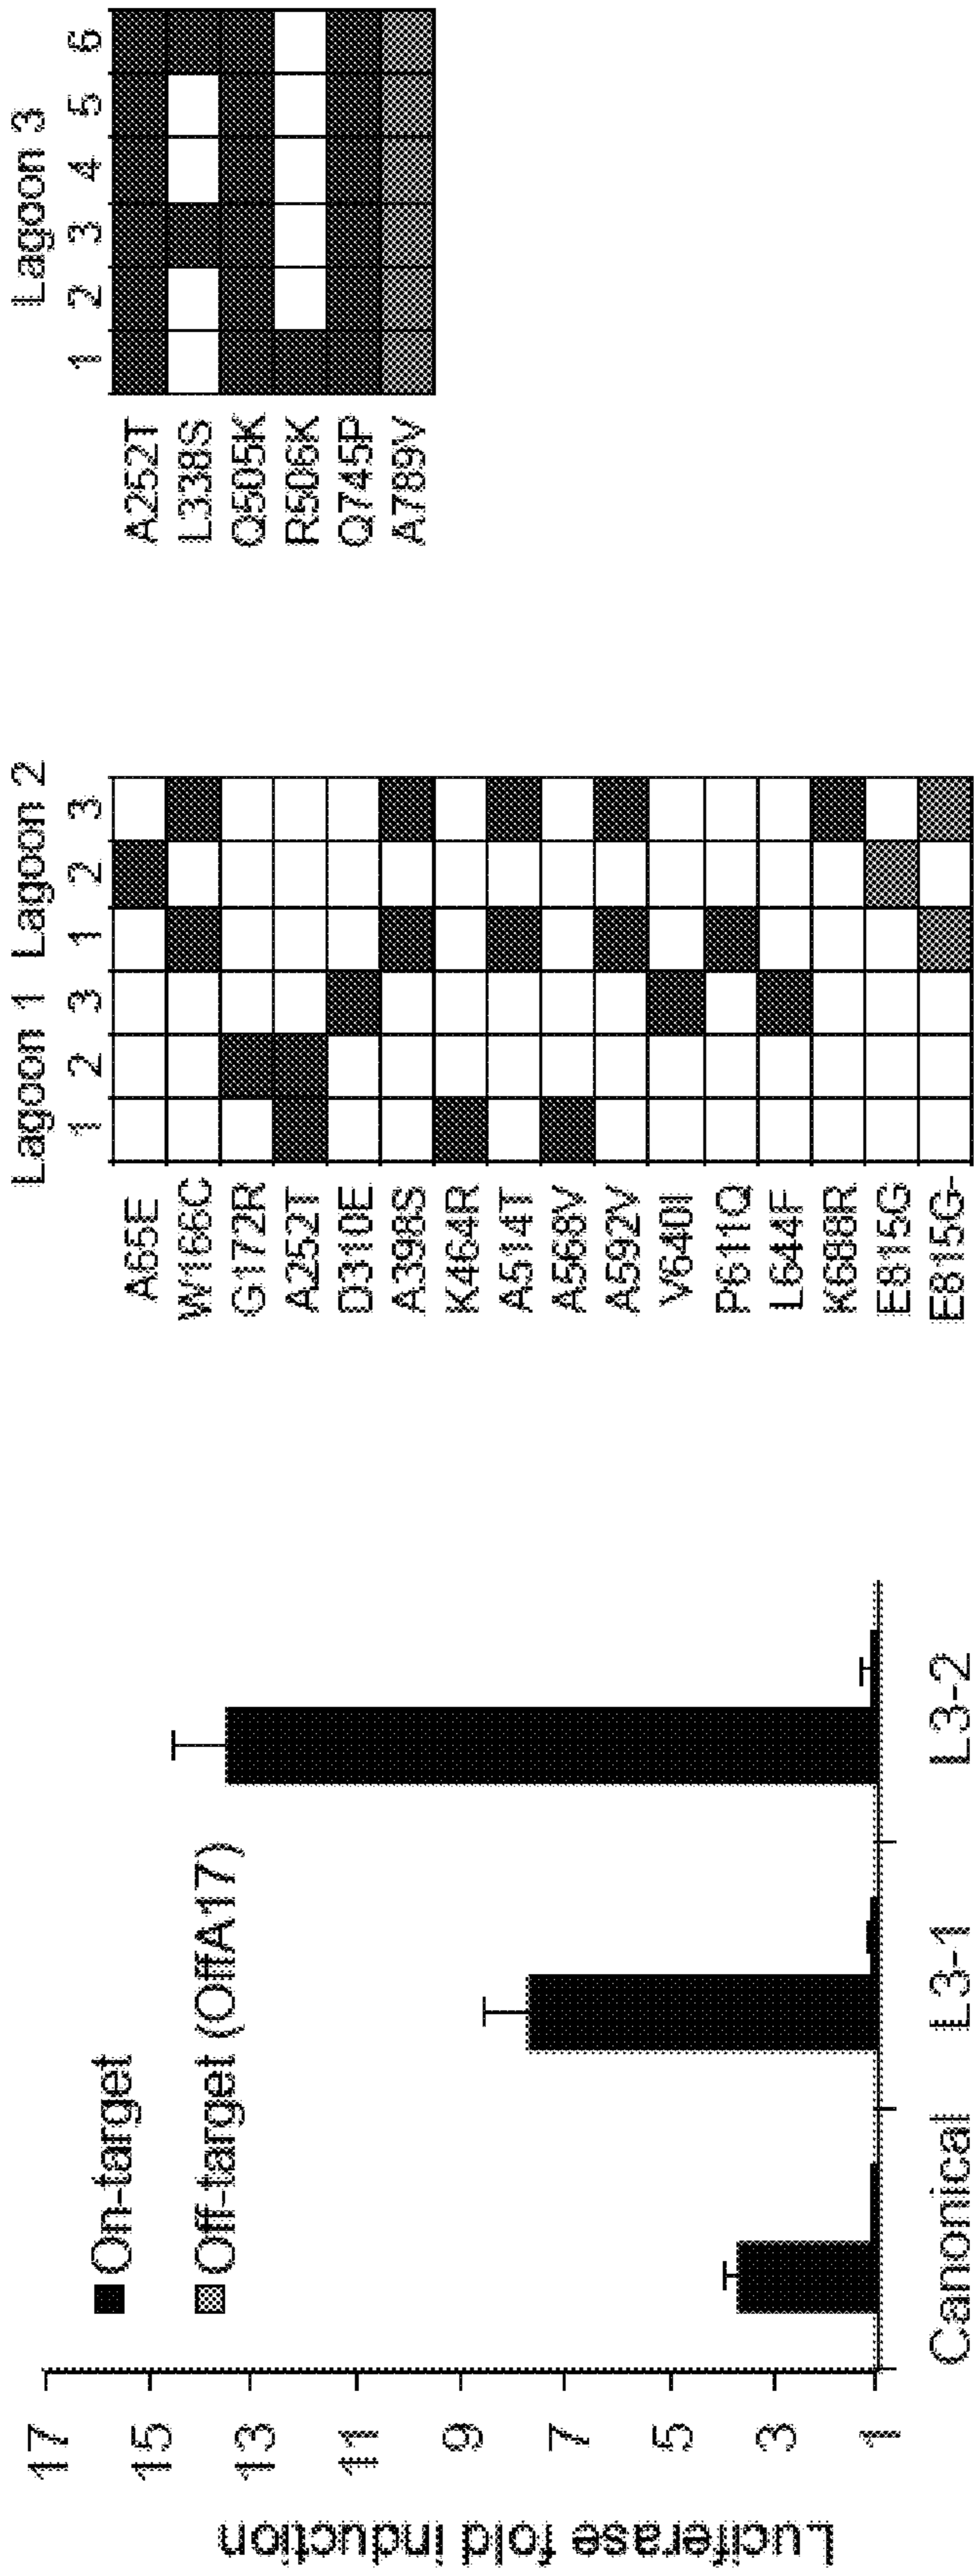 Luciferase fold induction
17
15
13
11
9
7
5
3
1
On-target
Off-target (OffA17)
Canonical
L3-1
L3-2
Lagoon 1 Lagoon 2
1 2 3 1 2 3
A65E
W166C
G172R
A252T
D310E
A398S
K464R
A514T
A568V
A592V
V640I
P611Q
L644F
K688R
E815G
E815G-
Lagoon 3
1 2 3 4 5 6
A252T
L338S
Q505K
R506K
Q745P
A789V